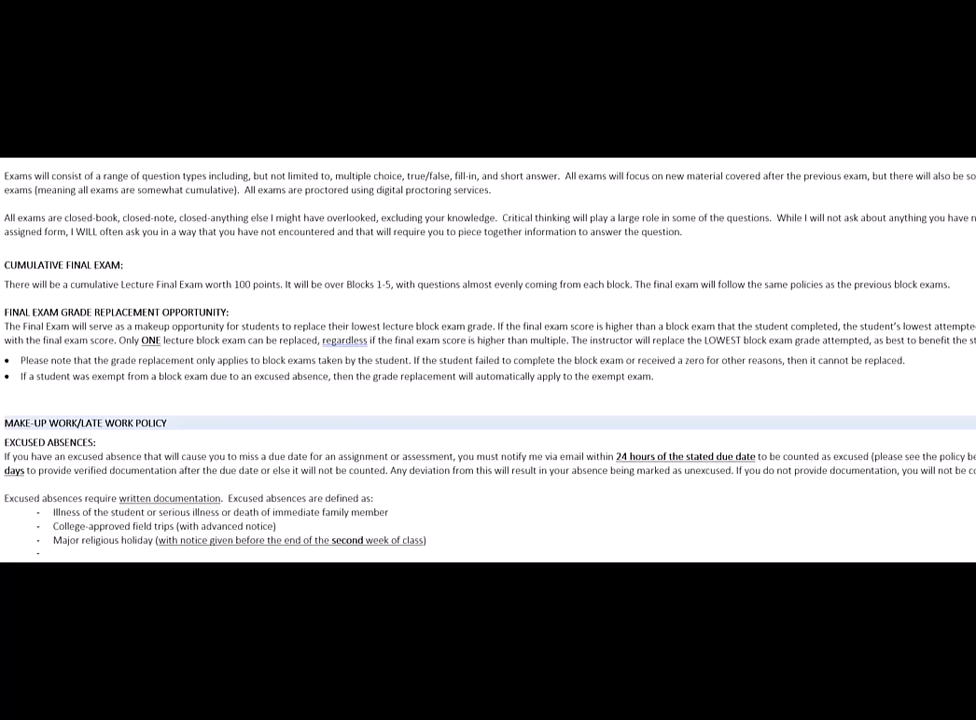 Exams will consist of a range of question types including, but not limited to, multiple choice, true/false, fill-in, and short answer. All exams will focus on new material covered after the previous exam, but there will also be so
exams (meaning all exams are somewhat cumulative). All exams are proctored using digital proctoring services.
All exams are closed-book, closed-note, closed-anything else I might have overlooked, excluding your knowledge. Critical thinking will play a large role in some of the questions. While I will not ask about anything you have n
assigned form, I WILL often ask you in a way that you have not encountered and that will require you to piece together information to answer the question.
CUMULATIVE FINAL EXAM:
There will be a cumulative Lecture Final Exam worth 100 points. It will be over Blocks 1-5, with questions almost evenly coming from each block. The final exam will follow the same policies as the previous block exams.
FINAL EXAM GRADE REPLACEMENT OPPORTUNITY:
The Final Exam will serve as a makeup opportunity for students to replace their lowest lecture block exam grade. If the final exam score is higher than a block exam that the student completed, the student's lowest attempte
with the final exam score. Only ONE lecture block exam can be replaced, regardless if the final exam score is higher than multiple. The instructor will replace the LOWEST block exam grade attempted, as best to benefit the st
• Please note that the grade replacement only applies to block exams taken by the student. If the student failed to complete the block exam or received a zero for other reasons, then it cannot be replaced.
• If a student was exempt from a block exam due to an excused absence, then the grade replacement will automatically apply to the exempt exam.
MAKE-UP WORK/LATE WORK POLICY
EXCUSED ABSENCES:
If you have an excused absence that will cause you to miss a due date for an assignment or assessment, you must notify me via email within 24 hours of the stated due date to be counted as excused (please see the policy be
days to provide verified documentation after the due date or else it will not be counted. Any deviation from this will result in your absence being marked as unexcused. If you do not provide documentation, you will not be co
Excused absences require written documentation. Excused absences are defined as:
- Illness of the student or serious illness or death of immediate family member
- College-approved field trips (with advanced notice)
- Major religious holiday (with notice given before the end of the second week of class)
-